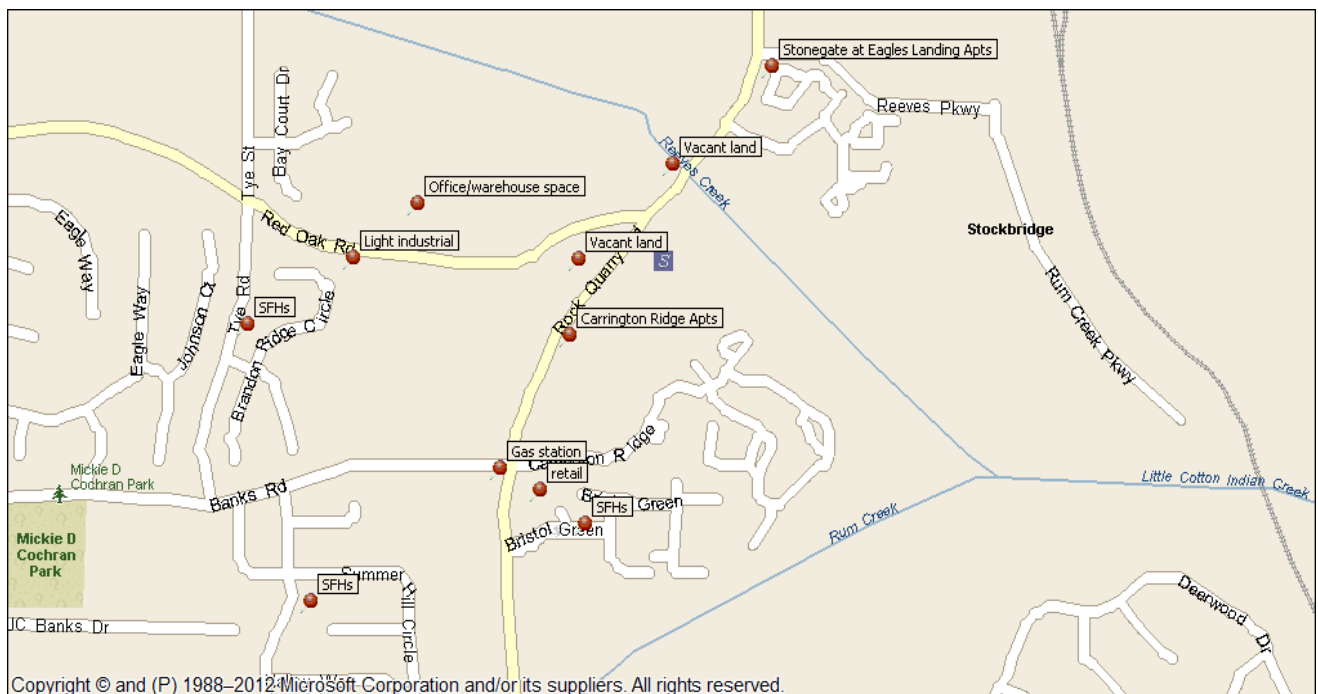 Stonegate at Eagles Landing Apts
Reeves Pkwy
Bay Court Dr
Tye St
Vacant land
Reeves Creek
Office/warehouse space
Eagle Way
Red Oak Rd
Light industrial
Vacant land
S
Stockbridge
Rock Quarry Rd
Rum Creek Pkwy
Eagle Way
Johnson Ct
Tye Rd
SFHs
Brandon Ridge Circle
Carrington Ridge Apts
Gas station
Ridge
retail
Mickie D
Cochran Park
Banks Rd
Little Cotton Indian Creek
Green
SFHs
Bristol Green
Rum Creek
Mickie D
Cochran
Park
SFHs
Summer Hill Circle
Deerwood Dr
JC Banks Dr
Copyright © and (P) 1988–2012 Microsoft Corporation and/or its suppliers. All rights reserved.